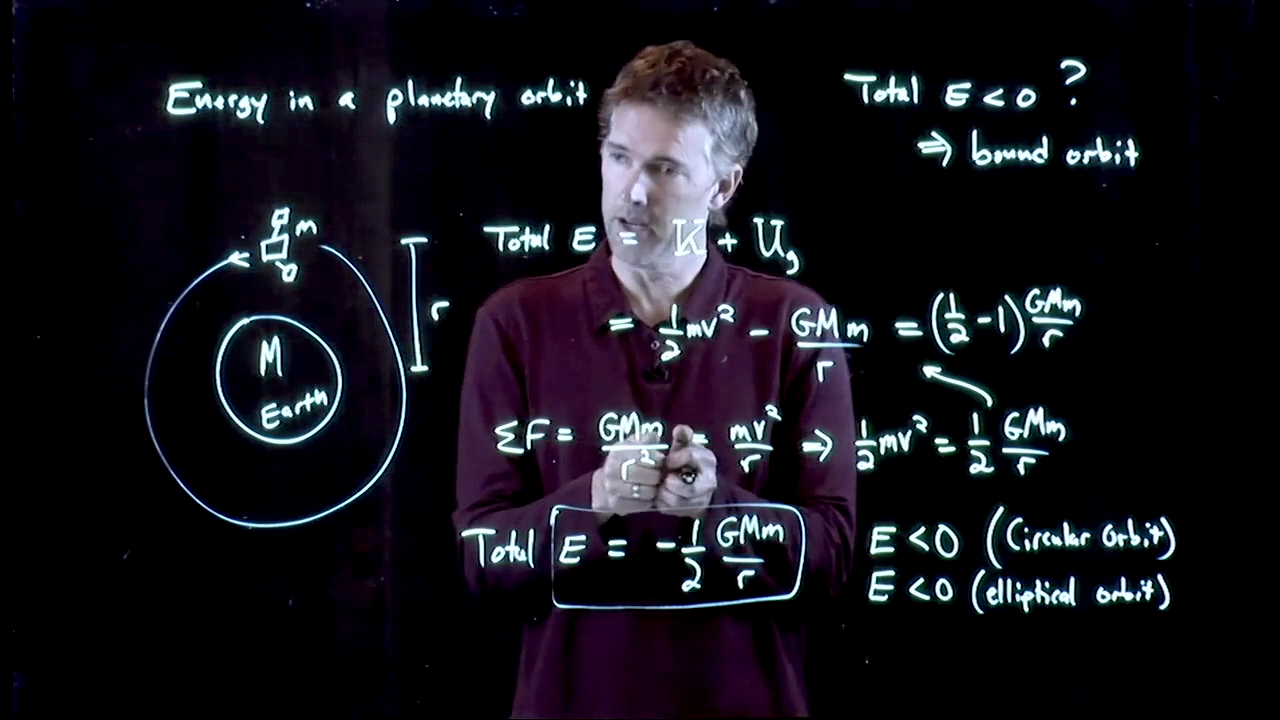 Energy in a planetary orbit
Total E < 0 ?
⇒ bound orbit
m
r
M
Earth
Total E = K + Ug
= 1/2 mv² - GMm/r = (1/2 - 1) GMm/r
ΣF = GMm/r² = mv²/r ⇒ 1/2 mv² = 1/2 GMm/r
Total E = -1/2 GMm/r
E < 0 (Circular orbit)
E < 0 (elliptical orbit)